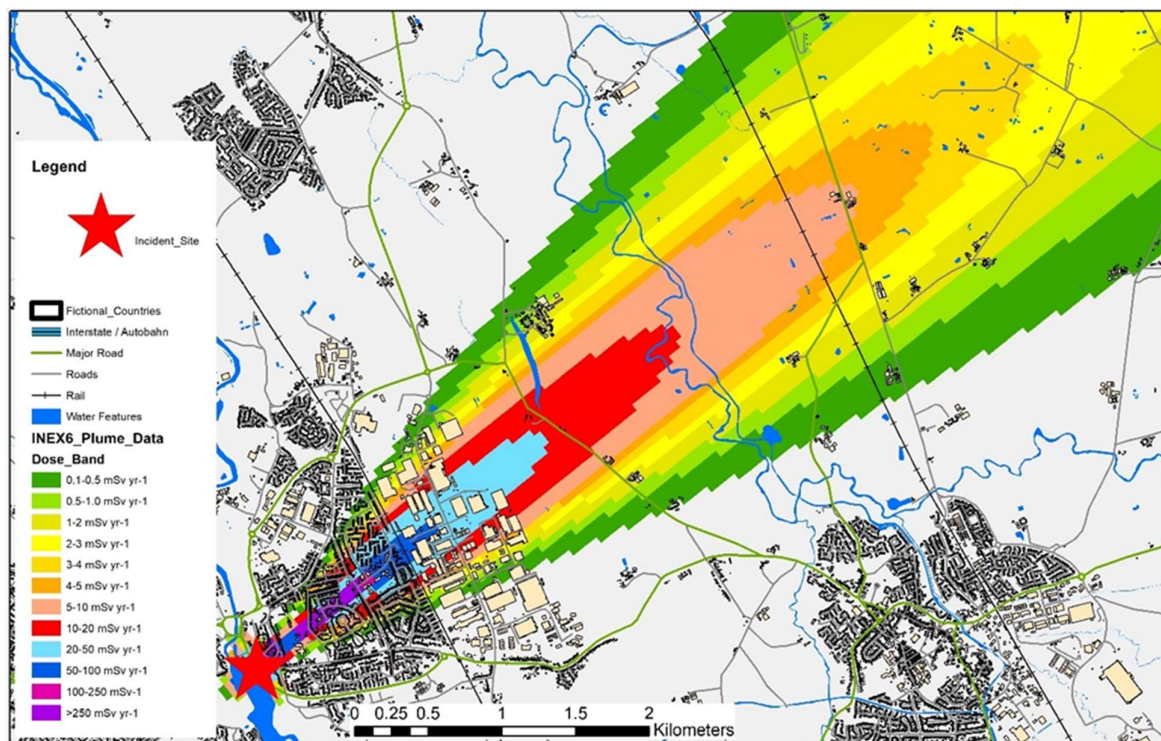 Legend
Incident_Site
Fictional_Countries
Interstate / Autobahn
Major Road
Roads
Rail
Water Features
INEX6_Plume_Data
Dose_Band
0.1-0.5 mSv yr-1
0.5-1.0 mSv yr-1
1-2 mSv yr-1
2-3 mSv yr-1
3-4 mSv yr-1
4-5 mSv yr-1
5-10 mSv yr-1
10-20 mSv yr-1
20-50 mSv yr-1
50-100 mSv yr-1
100-250 mSv-1
>250 mSv yr-1
0 0.25 0.5 1 1.5 2
Kilometers